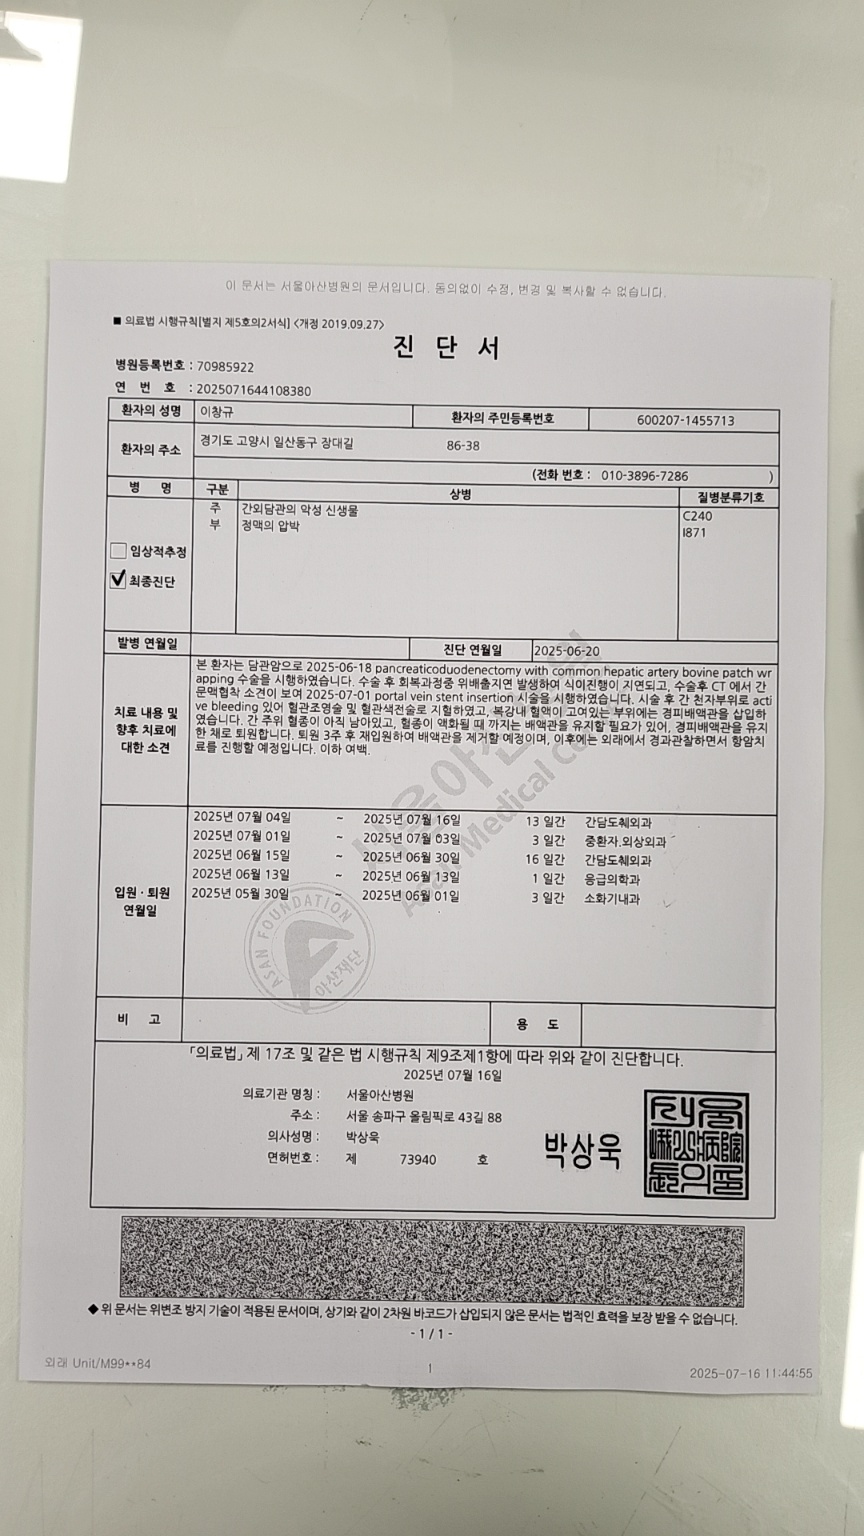 이 문서는 서울아산병원의 문서입니다. 동의없이 수정, 변경 및 복사할 수 없습니다.
■ 의료법 시행규칙[별지 제5호의2서식] <개정 2019.09.27>
진 단 서
병원등록번호 : 70985922
연 번 호 : 2025071644108380
환자의 성명 이창규 환자의 주민등록번호 600207-1455713
환자의 주소 경기도 고양시 일산동구 장대길 86-38
(전화 번호 : 010-3896-7286 )
병 명 구분 상병 질병분류기호
주 간외담관의 악성 신생물 C240
부 정맥의 압박 I871
임상적추정
최종진단
발병 연월일 진단 연월일 2025-06-20
치료 내용 및 향후 치료에 대한 소견
본 환자는 담관암으로 2025-06-18 pancreaticoduodenectomy with common hepatic artery bovine patch wr
apping 수술을 시행하였습니다. 수술 후 회복과정중 위배출지연 발생하여 식이진행이 지연되고, 수술후 CT 에서 간
문맥협착 소견이 보여 2025-07-01 portal vein stent insertion 시술을 시행하였습니다. 시술 후 간 천자부위로 acti
ve bleeding 있어 혈관조영술 및 혈관색전술로 지혈하였고, 복강내 혈액이 고여있는 부위에는 경피배액관을 삽입하
였습니다. 간 주위 혈종이 아직 남아있고, 혈종이 액화될 때 까지는 배액관을 유지할 필요가 있어, 경피배액관을 유지
한 채로 퇴원합니다. 퇴원 3주 후 재입원하여 배액관을 제거할 예정이며, 이후에는 외래에서 경과관찰하면서 항암치
료를 진행할 예정입니다. 이하 여백.
입원 · 퇴원 연월일
2025년 07월 04일 ~ 2025년 07월 16일 13 일간 간담도췌외과
2025년 07월 01일 ~ 2025년 07월 03일 3 일간 중환자.외상외과
2025년 06월 15일 ~ 2025년 06월 30일 16 일간 간담도췌외과
2025년 06월 13일 ~ 2025년 06월 13일 1 일간 응급의학과
2025년 05월 30일 ~ 2025년 06월 01일 3 일간 소화기내과
ASAN FOUNDATION
아산재단
비 고 용 도
「의료법」 제 17조 및 같은 법 시행규칙 제9조제1항에 따라 위와 같이 진단합니다.
2025년 07월 16일
의료기관 명칭 : 서울아산병원
주소 : 서울 송파구 올림픽로 43길 88
의사성명 : 박상욱
면허번호 : 제 73940 호
박상욱
◆ 위 문서는 위변조 방지 기술이 적용된 문서이며, 상기와 같이 2차원 바코드가 삽입되지 않은 문서는 법적인 효력을 보장 받을 수 없습니다.
- 1 / 1 -
외래 Unit/M99**84
1
2025-07-16 11:44:55